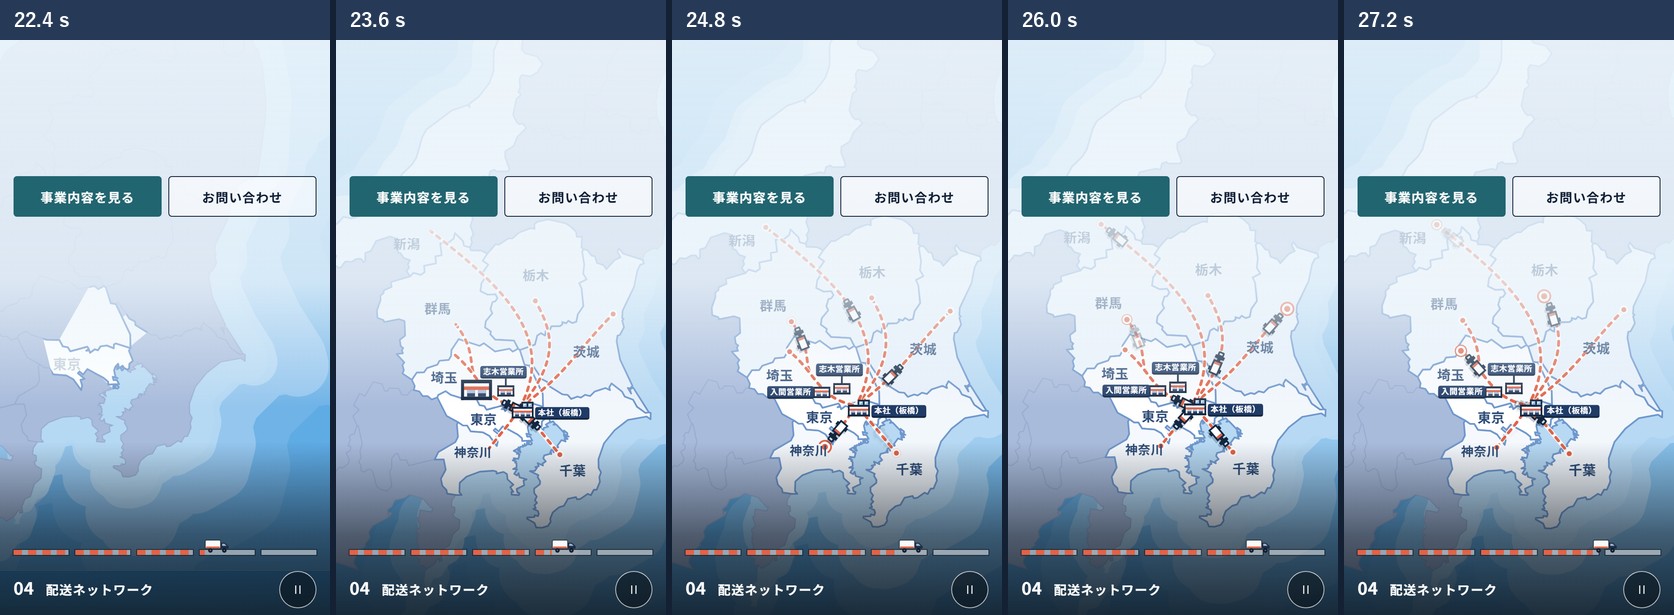 22.4 s
事業内容を見る
お問い合わせ
東京
04 配送ネットワーク
23.6 s
事業内容を見る
お問い合わせ
新潟
栃木
群馬
茨城
志木営業所
埼玉
本社（板橋）
東京
神奈川
千葉
04 配送ネットワーク
24.8 s
事業内容を見る
お問い合わせ
新潟
栃木
群馬
茨城
志木営業所
埼玉
入間営業所
本社（板橋）
東京
神奈川
千葉
04 配送ネットワーク
26.0 s
事業内容を見る
お問い合わせ
新潟
栃木
群馬
茨城
志木営業所
埼玉
入間営業所
本社（板橋）
東京
神奈川
千葉
04 配送ネットワーク
27.2 s
事業内容を見る
お問い合わせ
新潟
栃木
群馬
茨城
志木営業所
埼玉
入間営業所
本社（板橋）
東京
神奈川
千葉
04 配送ネットワーク